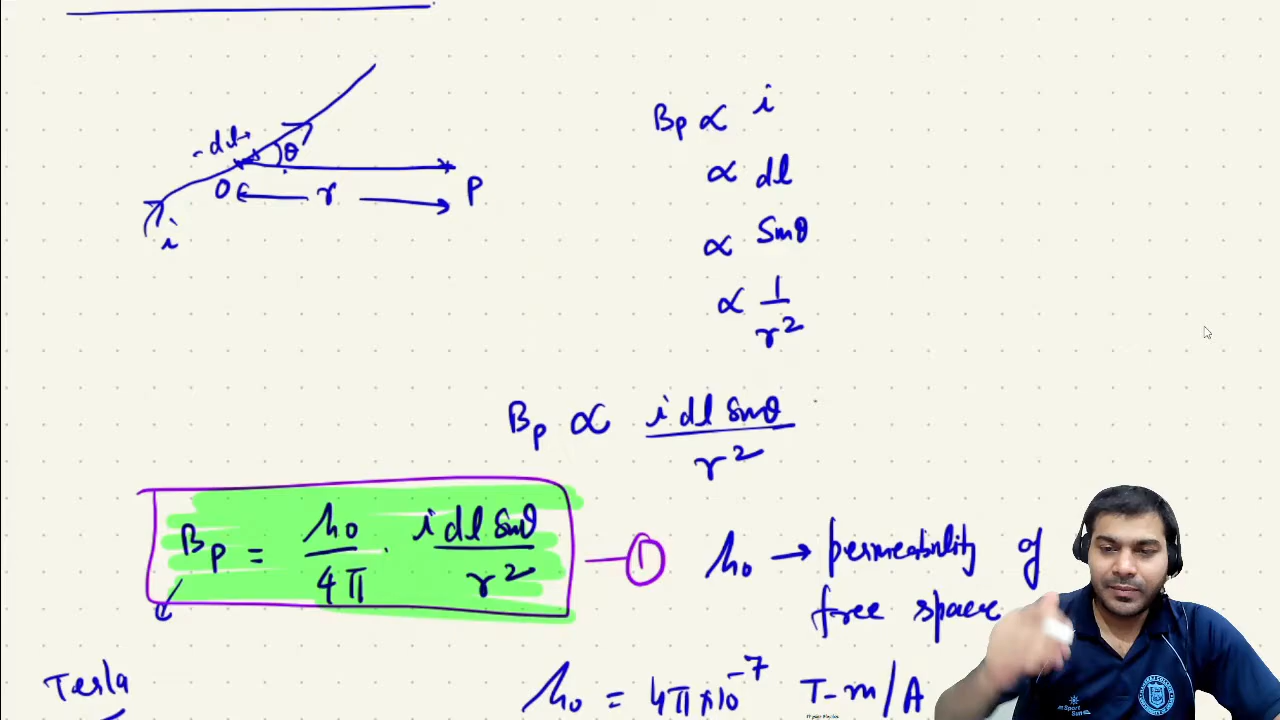 dl
θ
O r P
i
Bp ∝ i
∝ dl
∝ Sinθ
∝ 1/r²
Bp ∝ i dl Sinθ / r²
Bp = μ0/4π · i dl Sinθ / r² — ①
μ0 → permeability of
free space
Tesla
μ0 = 4π×10⁻⁷ T-m/A